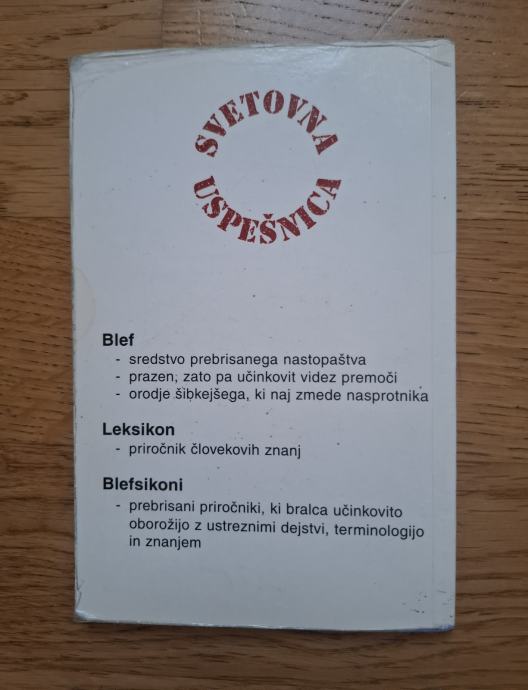 SVETOVNA
USPEŠNICA
Blef
- sredstvo prebrisanega nastopaštva
- prazen, zato pa učinkovit videz premoči
- orodje šibkejšega, ki naj zmede nasprotnika
Leksikon
- priročnik človekovih znanj
Blefsikoni
- prebrisani priročniki, ki bralca učinkovito
oborožijo z ustreznimi dejstvi, terminologijo
in znanjem